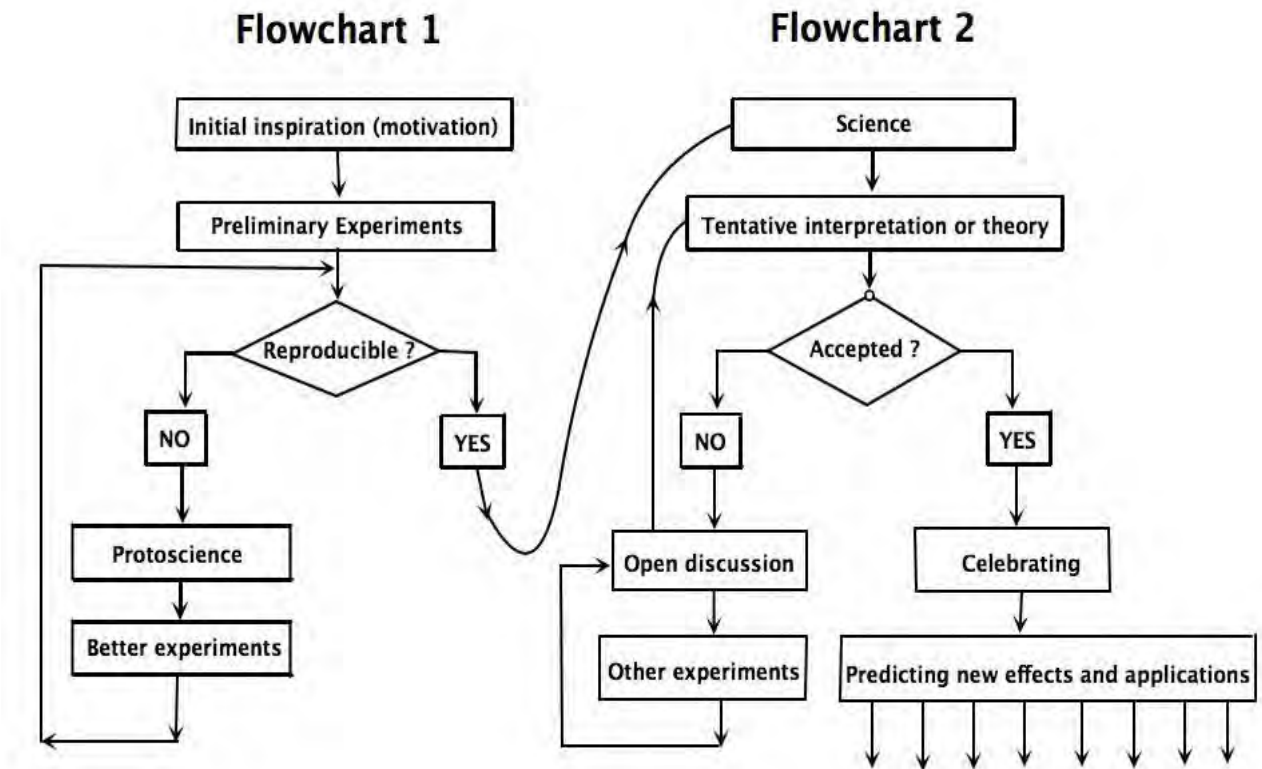 Flowchart 1
Initial inspiration (motivation)
Preliminary Experiments
Reproducible ?
NO
YES
Protoscience
Better experiments
Flowchart 2
Science
Tentative interpretation or theory
Accepted ?
NO
YES
Open discussion
Celebrating
Other experiments
Predicting new effects and applications